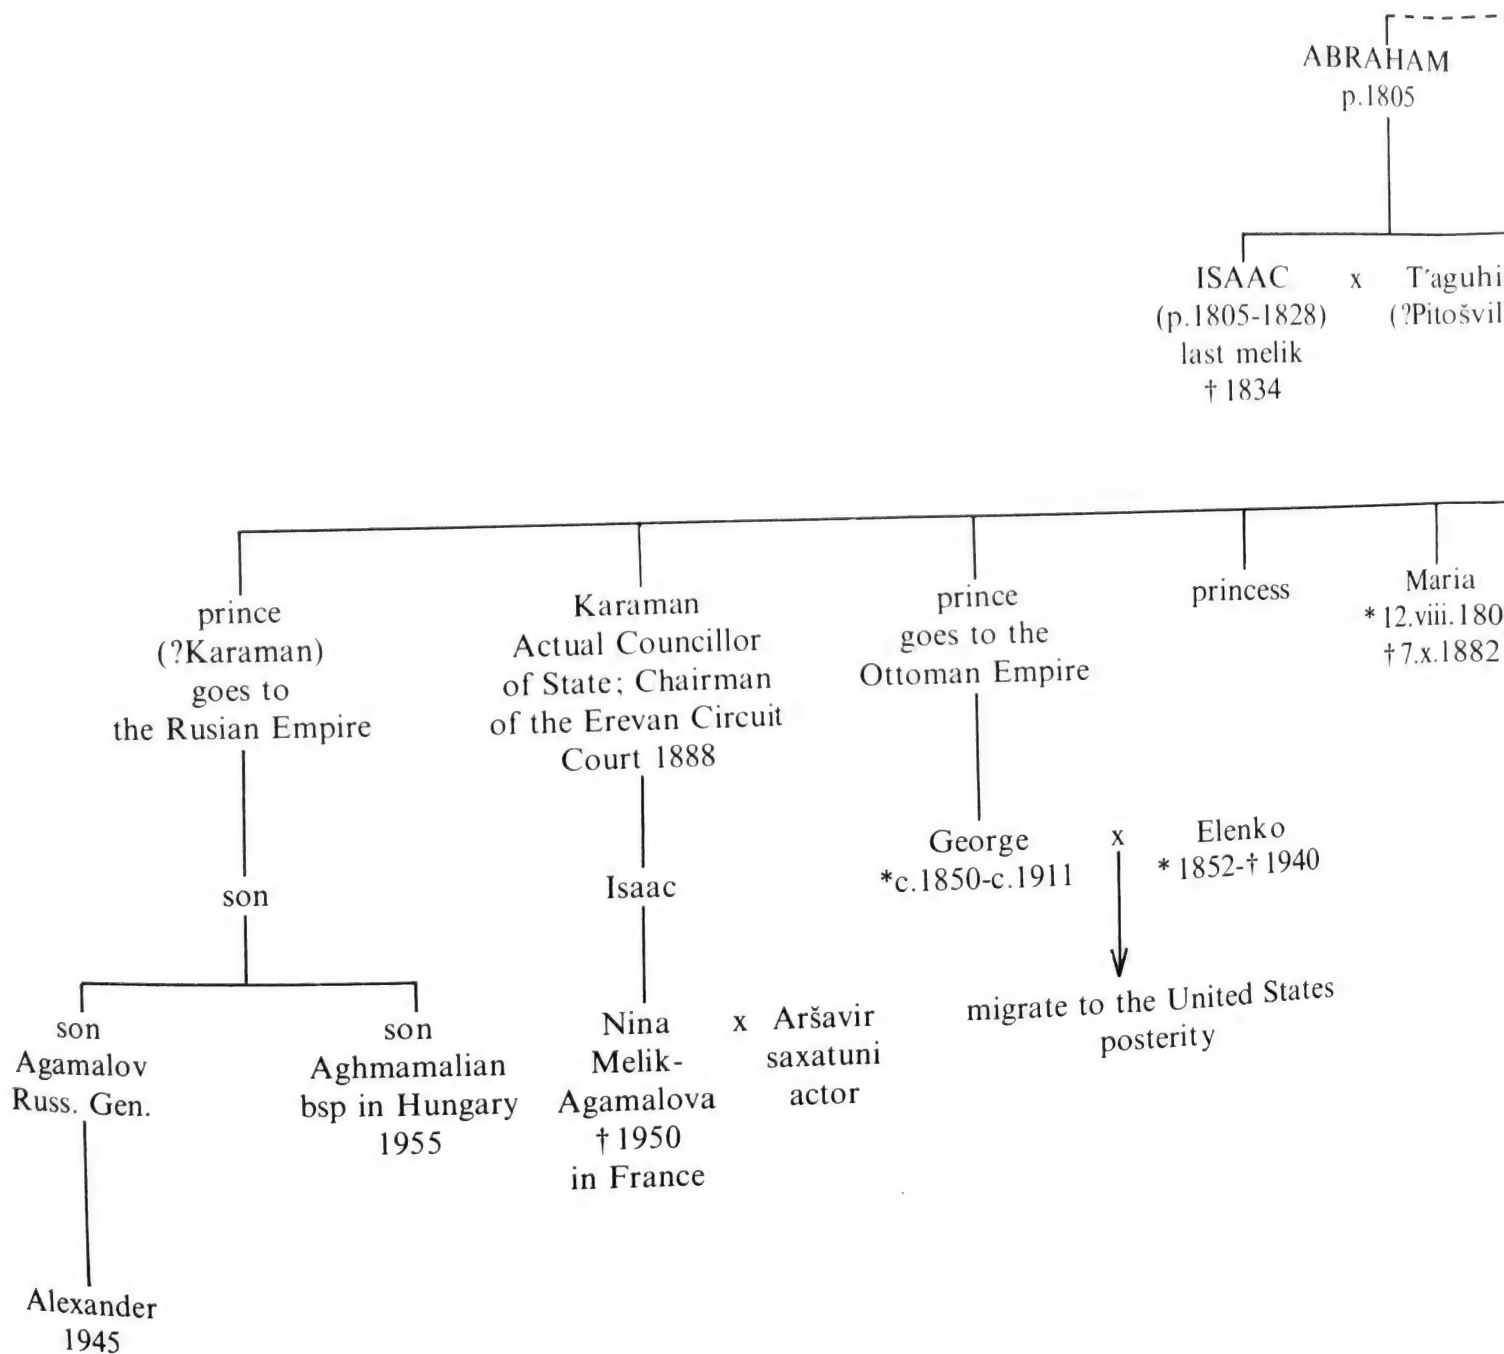 ABRAHAM
p.1805
ISAAC x T'aguhi
(p.1805-1828) (?Pitošvil
last melik
† 1834
prince
(?Karaman)
goes to
the Rusian Empire
Karaman
Actual Councillor
of State; Chairman
of the Erevan Circuit
Court 1888
prince
goes to the
Ottoman Empire
princess
Maria
* 12.viii.180
† 7.x.1882
son
Isaac
George x Elenko
*c.1850-c.1911 * 1852-† 1940
migrate to the United States
posterity
son
Agamalov
Russ. Gen.
son
Aghmamalian
bsp in Hungary
1955
Nina x Aršavir
Melik- saxatuni
Agamalova actor
† 1950
in France
Alexander
1945